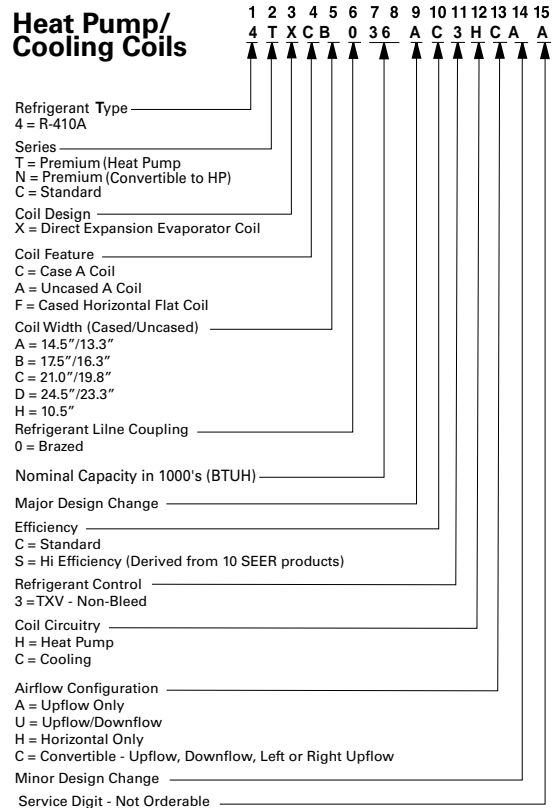 Heat Pump/
Cooling Coils
1 2 3 4 5 6 7 8 9 10 11 12 13 14 15
4 T X C B 0 3 6 A C 3 H C A A
Refrigerant Type
4 = R-410A
Series
T = Premium (Heat Pump
N = Premium (Convertible to HP)
C = Standard
Coil Design
X = Direct Expansion Evaporator Coil
Coil Feature
C = Case A Coil
A = Uncased A Coil
F = Cased Horizontal Flat Coil
Coil Width (Cased/Uncased)
A = 14.5"/13.3"
B = 17.5"/16.3"
C = 21.0"/19.8"
D = 24.5"/23.3"
H = 10.5"
Refrigerant Lilne Coupling
0 = Brazed
Nominal Capacity in 1000's (BTUH)
Major Design Change
Efficiency
C = Standard
S = Hi Efficiency (Derived from 10 SEER products)
Refrigerant Control
3 = TXV - Non-Bleed
Coil Circuitry
H = Heat Pump
C = Cooling
Airflow Configuration
A = Upflow Only
U = Upflow/Downflow
H = Horizontal Only
C = Convertible - Upflow, Downflow, Left or Right Upflow
Minor Design Change
Service Digit - Not Orderable